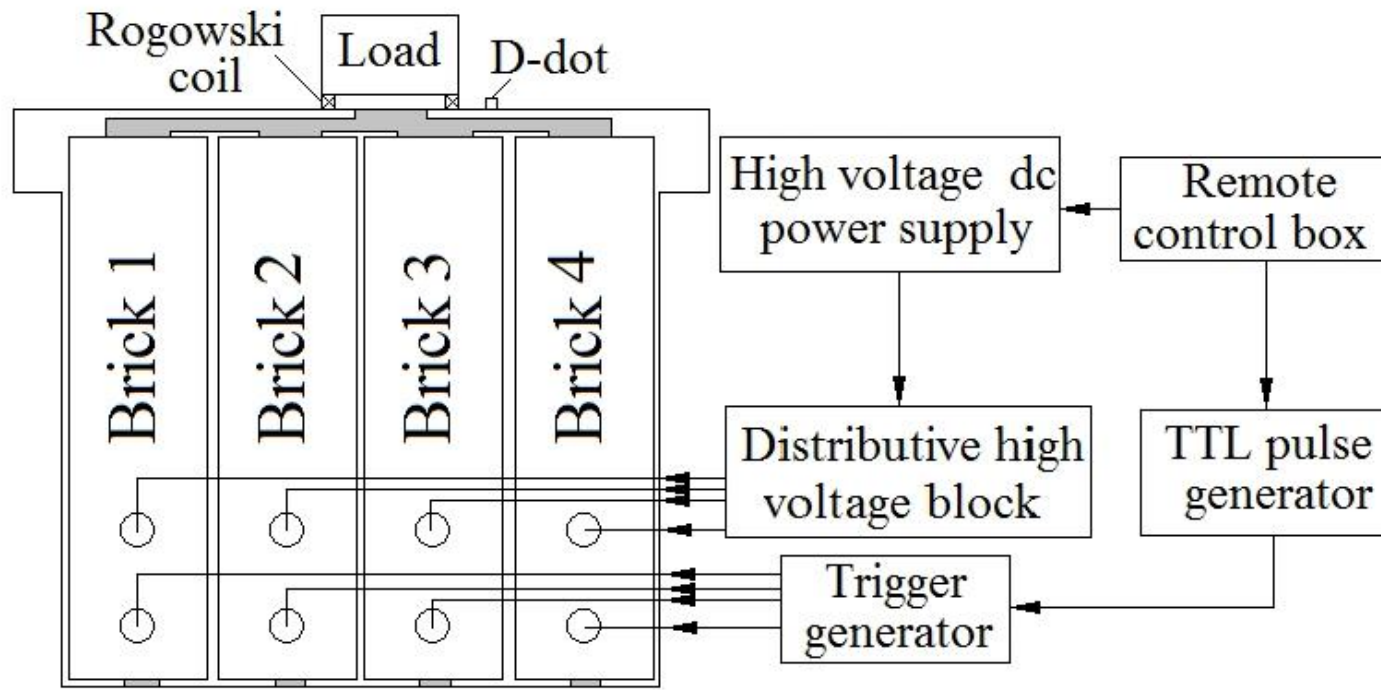 Rogowski
coil
Load
D-dot
High voltage dc
power supply
Remote
control box
Brick 1
Brick 2
Brick 3
Brick 4
Distributive high
voltage block
TTL pulse
generator
Trigger
generator